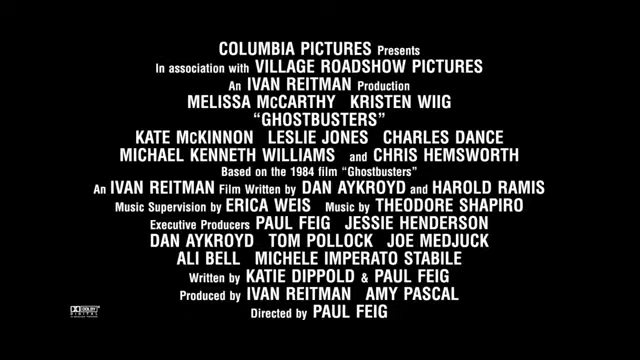 COLUMBIA PICTURES Presents
In association with VILLAGE ROADSHOW PICTURES
An IVAN REITMAN Production
MELISSA McCARTHY KRISTEN WIIG
“GHOSTBUSTERS”
KATE McKINNON LESLIE JONES CHARLES DANCE
MICHAEL KENNETH WILLIAMS and CHRIS HEMSWORTH
Based on the 1984 film “Ghostbusters”
An IVAN REITMAN Film Written by DAN AYKROYD and HAROLD RAMIS
Music Supervision by ERICA WEIS Music by THEODORE SHAPIRO
Executive Producers PAUL FEIG JESSIE HENDERSON
DAN AYKROYD TOM POLLOCK JOE MEDJUCK
ALI BELL MICHELE IMPERATO STABILE
Written by KATIE DIPPOLD & PAUL FEIG
Produced by IVAN REITMAN AMY PASCAL
Directed by PAUL FEIG
DOLBY
DIGITAL